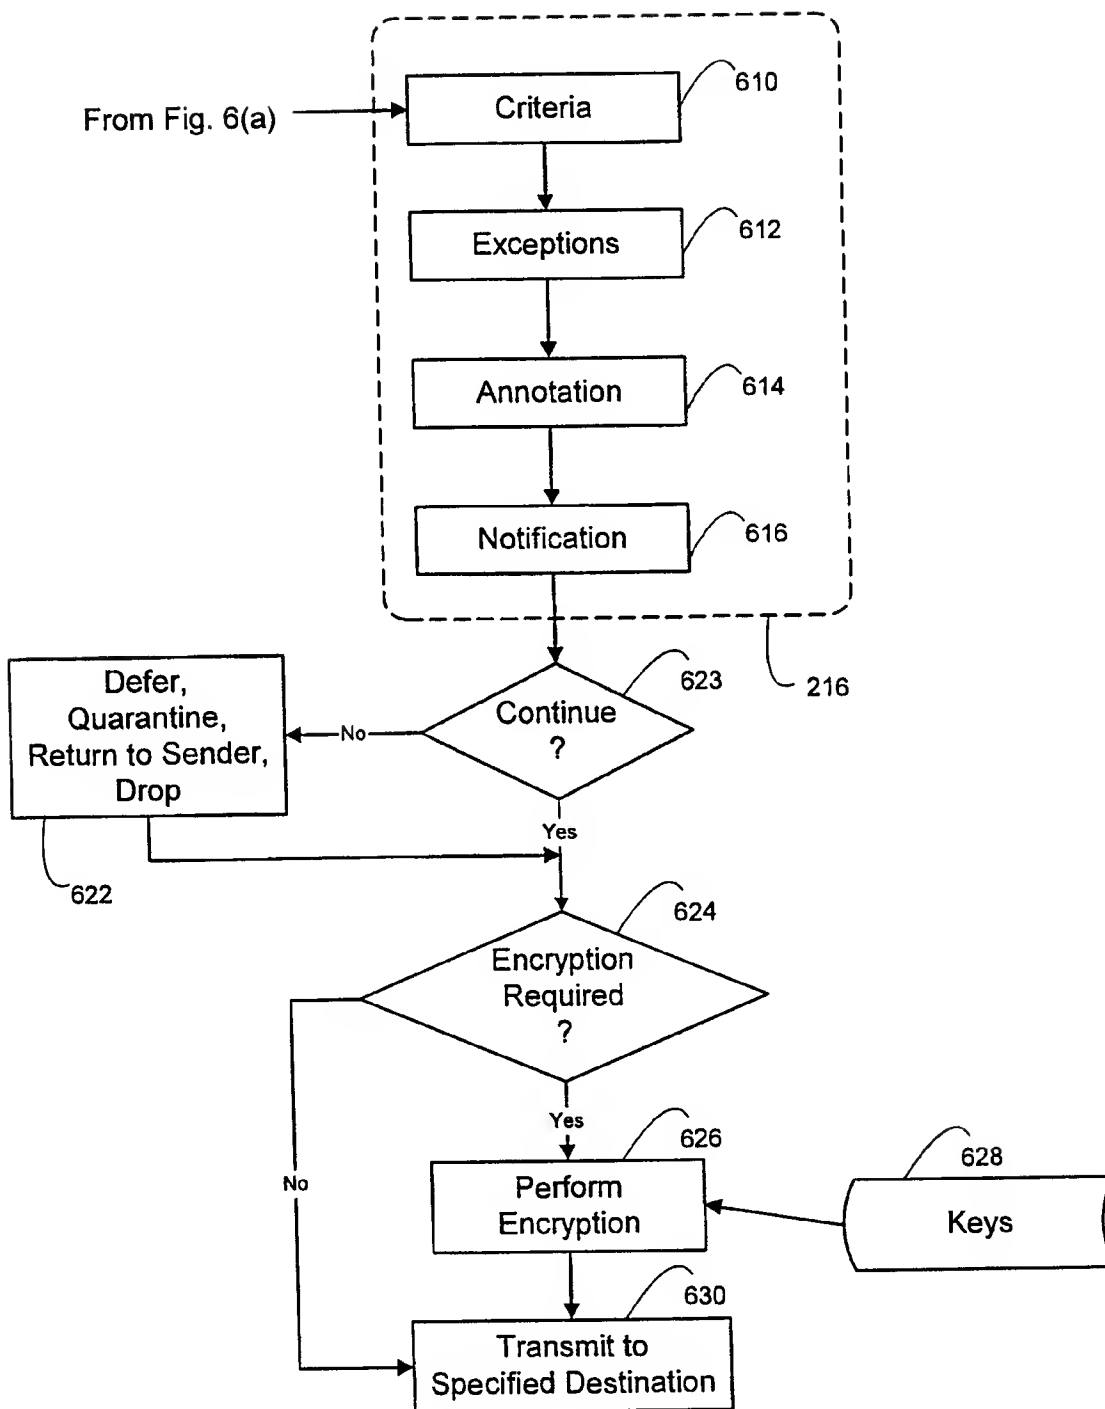 610
From Fig. 6(a)
Criteria
612
Exceptions
614
Annotation
616
Notification
216
623
Continue
?
No
Defer,
Quarantine,
Return to Sender,
Drop
622
Yes
624
Encryption
Required
?
Yes
No
626
Perform
Encryption
628
Keys
630
Transmit to
Specified Destination